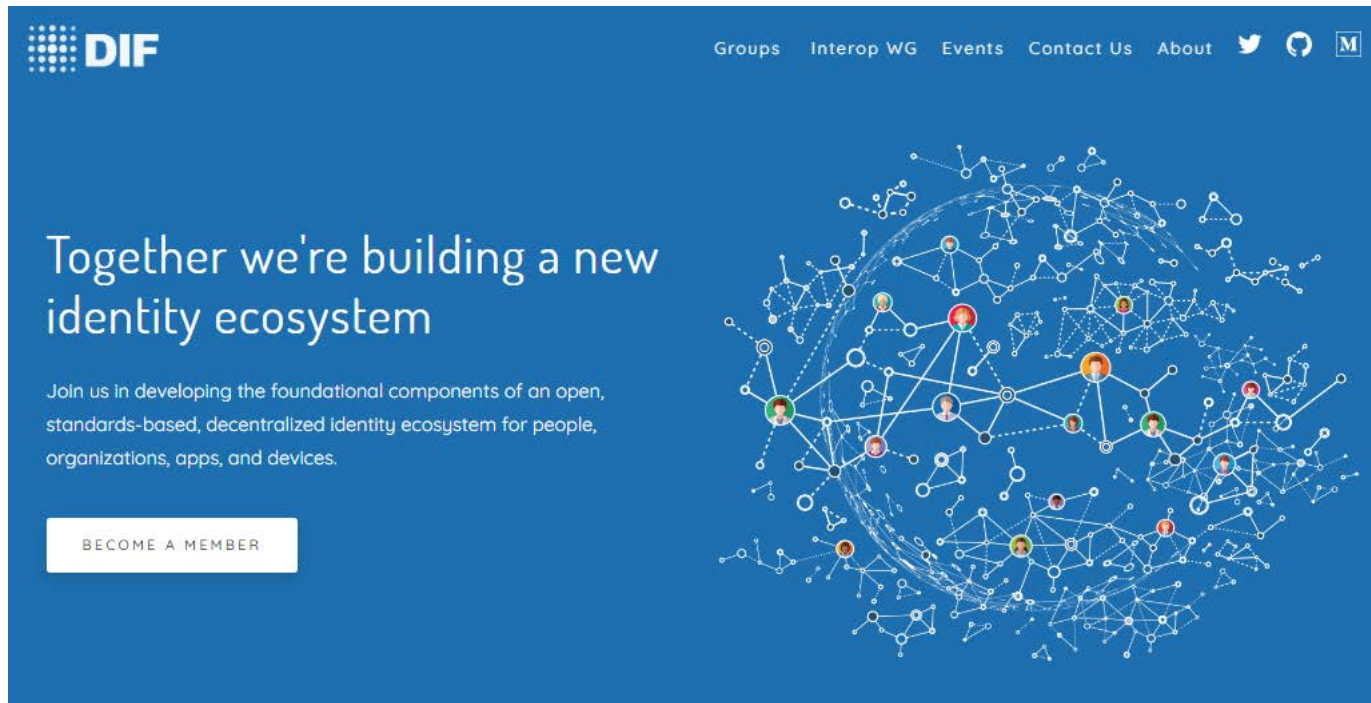 DIF
Groups Interop WG Events Contact Us About M
Together we're building a new
identity ecosystem
Join us in developing the foundational components of an open,
standards-based, decentralized identity ecosystem for people,
organizations, apps, and devices.
BECOME A MEMBER